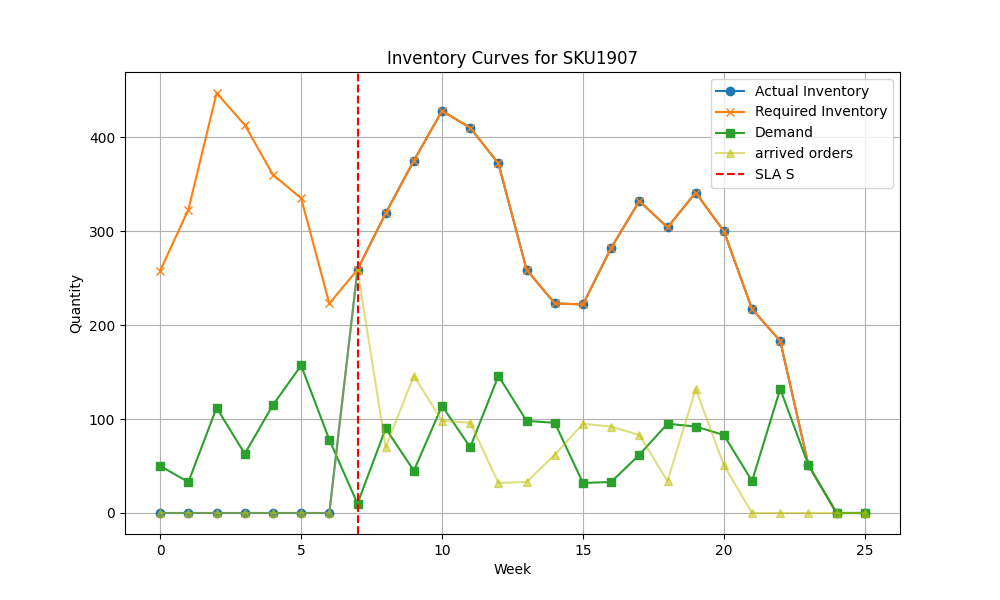 Inventory Curves for SKU1907
Actual Inventory
Required Inventory
Demand
arrived orders
SLA S
Quantity
400
300
200
100
0
0 5 10 15 20 25
Week